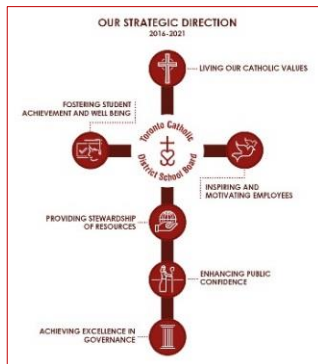 OUR STRATEGIC DIRECTION
2016-2021
LIVING OUR CATHOLIC VALUES
FOSTERING STUDENT
ACHIEVEMENT AND WELL BEING
Toronto Catholic
District School Board
INSPIRING AND
MOTIVATING EMPLOYEES
PROVIDING STEWARDSHIP
OF RESOURCES
ENHANCING PUBLIC
CONFIDENCE
ACHIEVING EXCELLENCE IN
GOVERNANCE